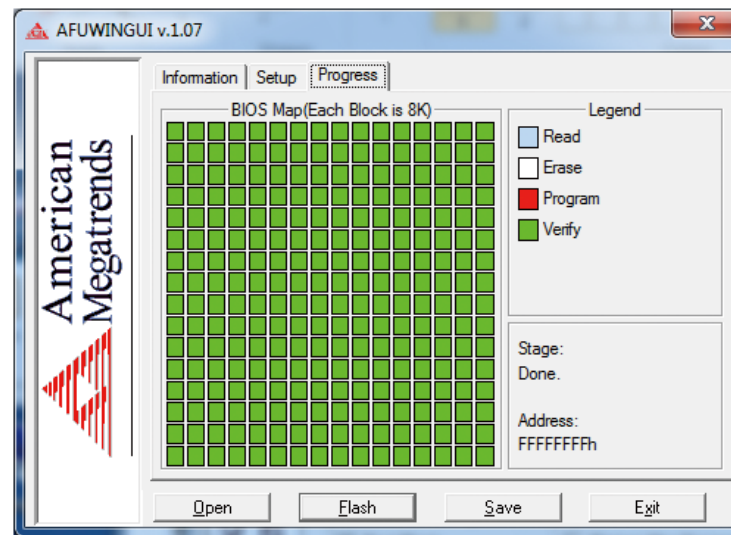 AFUWINGUI v.1.07
American
Megatrends
Information
Setup
Progress
BIOS Map(Each Block is 8K)
Legend
Read
Erase
Program
Verify
Stage:
Done.
Address:
FFFFFFFFh
Open
Flash
Save
Exit